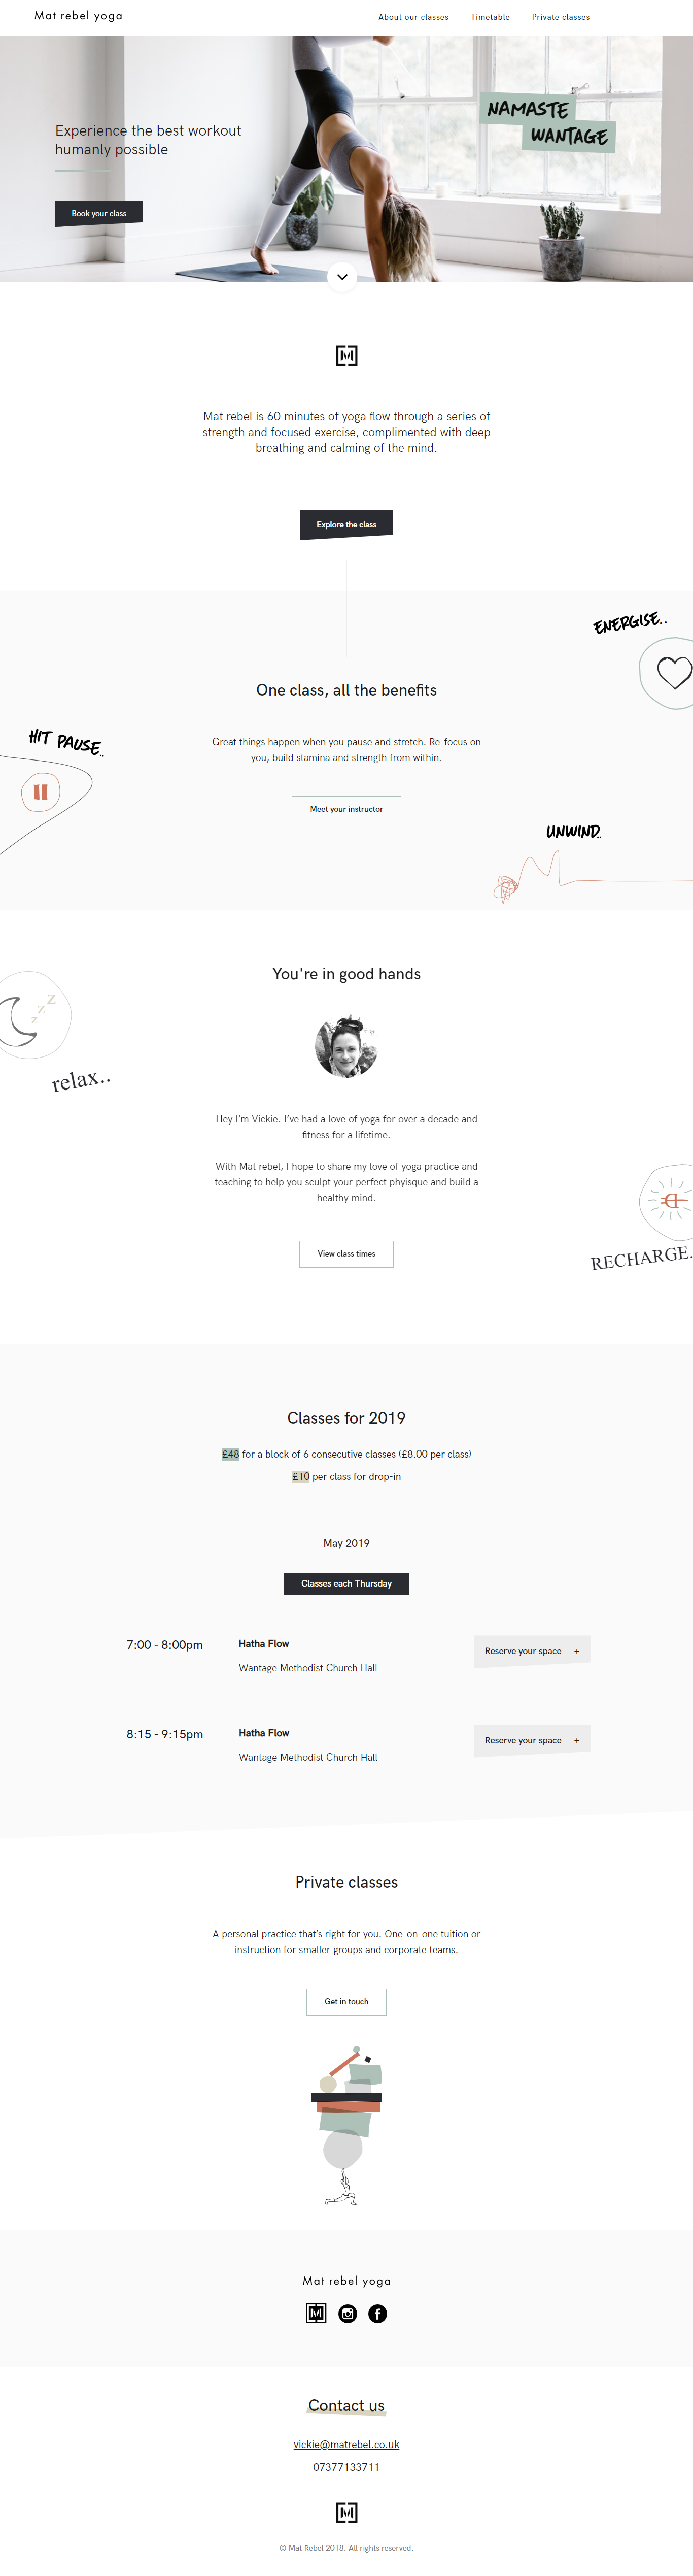 Mat rebel yoga
About our classes
Timetable
Private classes
Experience the best workout
humanly possible
NAMASTE
WANTAGE
Book your class
M
Mat rebel is 60 minutes of yoga flow through a series of
strength and focused exercise, complimented with deep
breathing and calming of the mind.
Explore the class
ENERGISE..
One class, all the benefits
HIT PAUSE..
Great things happen when you pause and stretch. Re-focus on
you, build stamina and strength from within.
Meet your instructor
UNWIND..
You're in good hands
z z Z
relax..
Hey I'm Vickie. I've had a love of yoga for over a decade and
fitness for a lifetime.
With Mat rebel, I hope to share my love of yoga practice and
teaching to help you sculpt your perfect phyisque and build a
healthy mind.
View class times
RECHARGE.
Classes for 2019
£48 for a block of 6 consecutive classes (£8.00 per class)
£10 per class for drop-in
May 2019
Classes each Thursday
7:00 - 8:00pm
Hatha Flow
Wantage Methodist Church Hall
Reserve your space +
8:15 - 9:15pm
Hatha Flow
Wantage Methodist Church Hall
Reserve your space +
Private classes
A personal practice that's right for you. One-on-one tuition or
instruction for smaller groups and corporate teams.
Get in touch
Mat rebel yoga
M
Contact us
vickie@matrebel.co.uk
07377133711
M
© Mat Rebel 2018. All rights reserved.